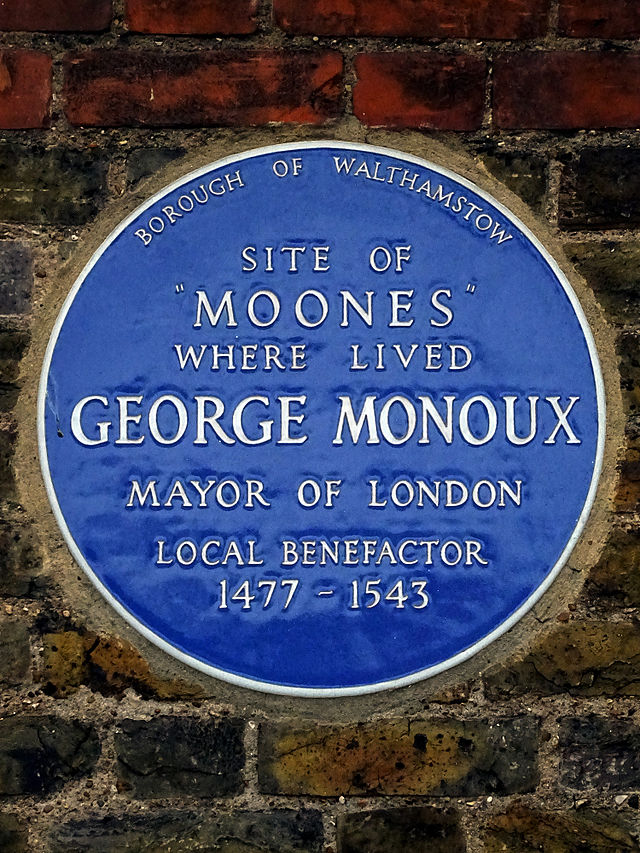 BOROUGH OF WALTHAMSTOW
SITE OF
"MOONES"
WHERE LIVED
GEORGE MONOUX
MAYOR OF LONDON
LOCAL BENEFACTOR
1477 - 1543